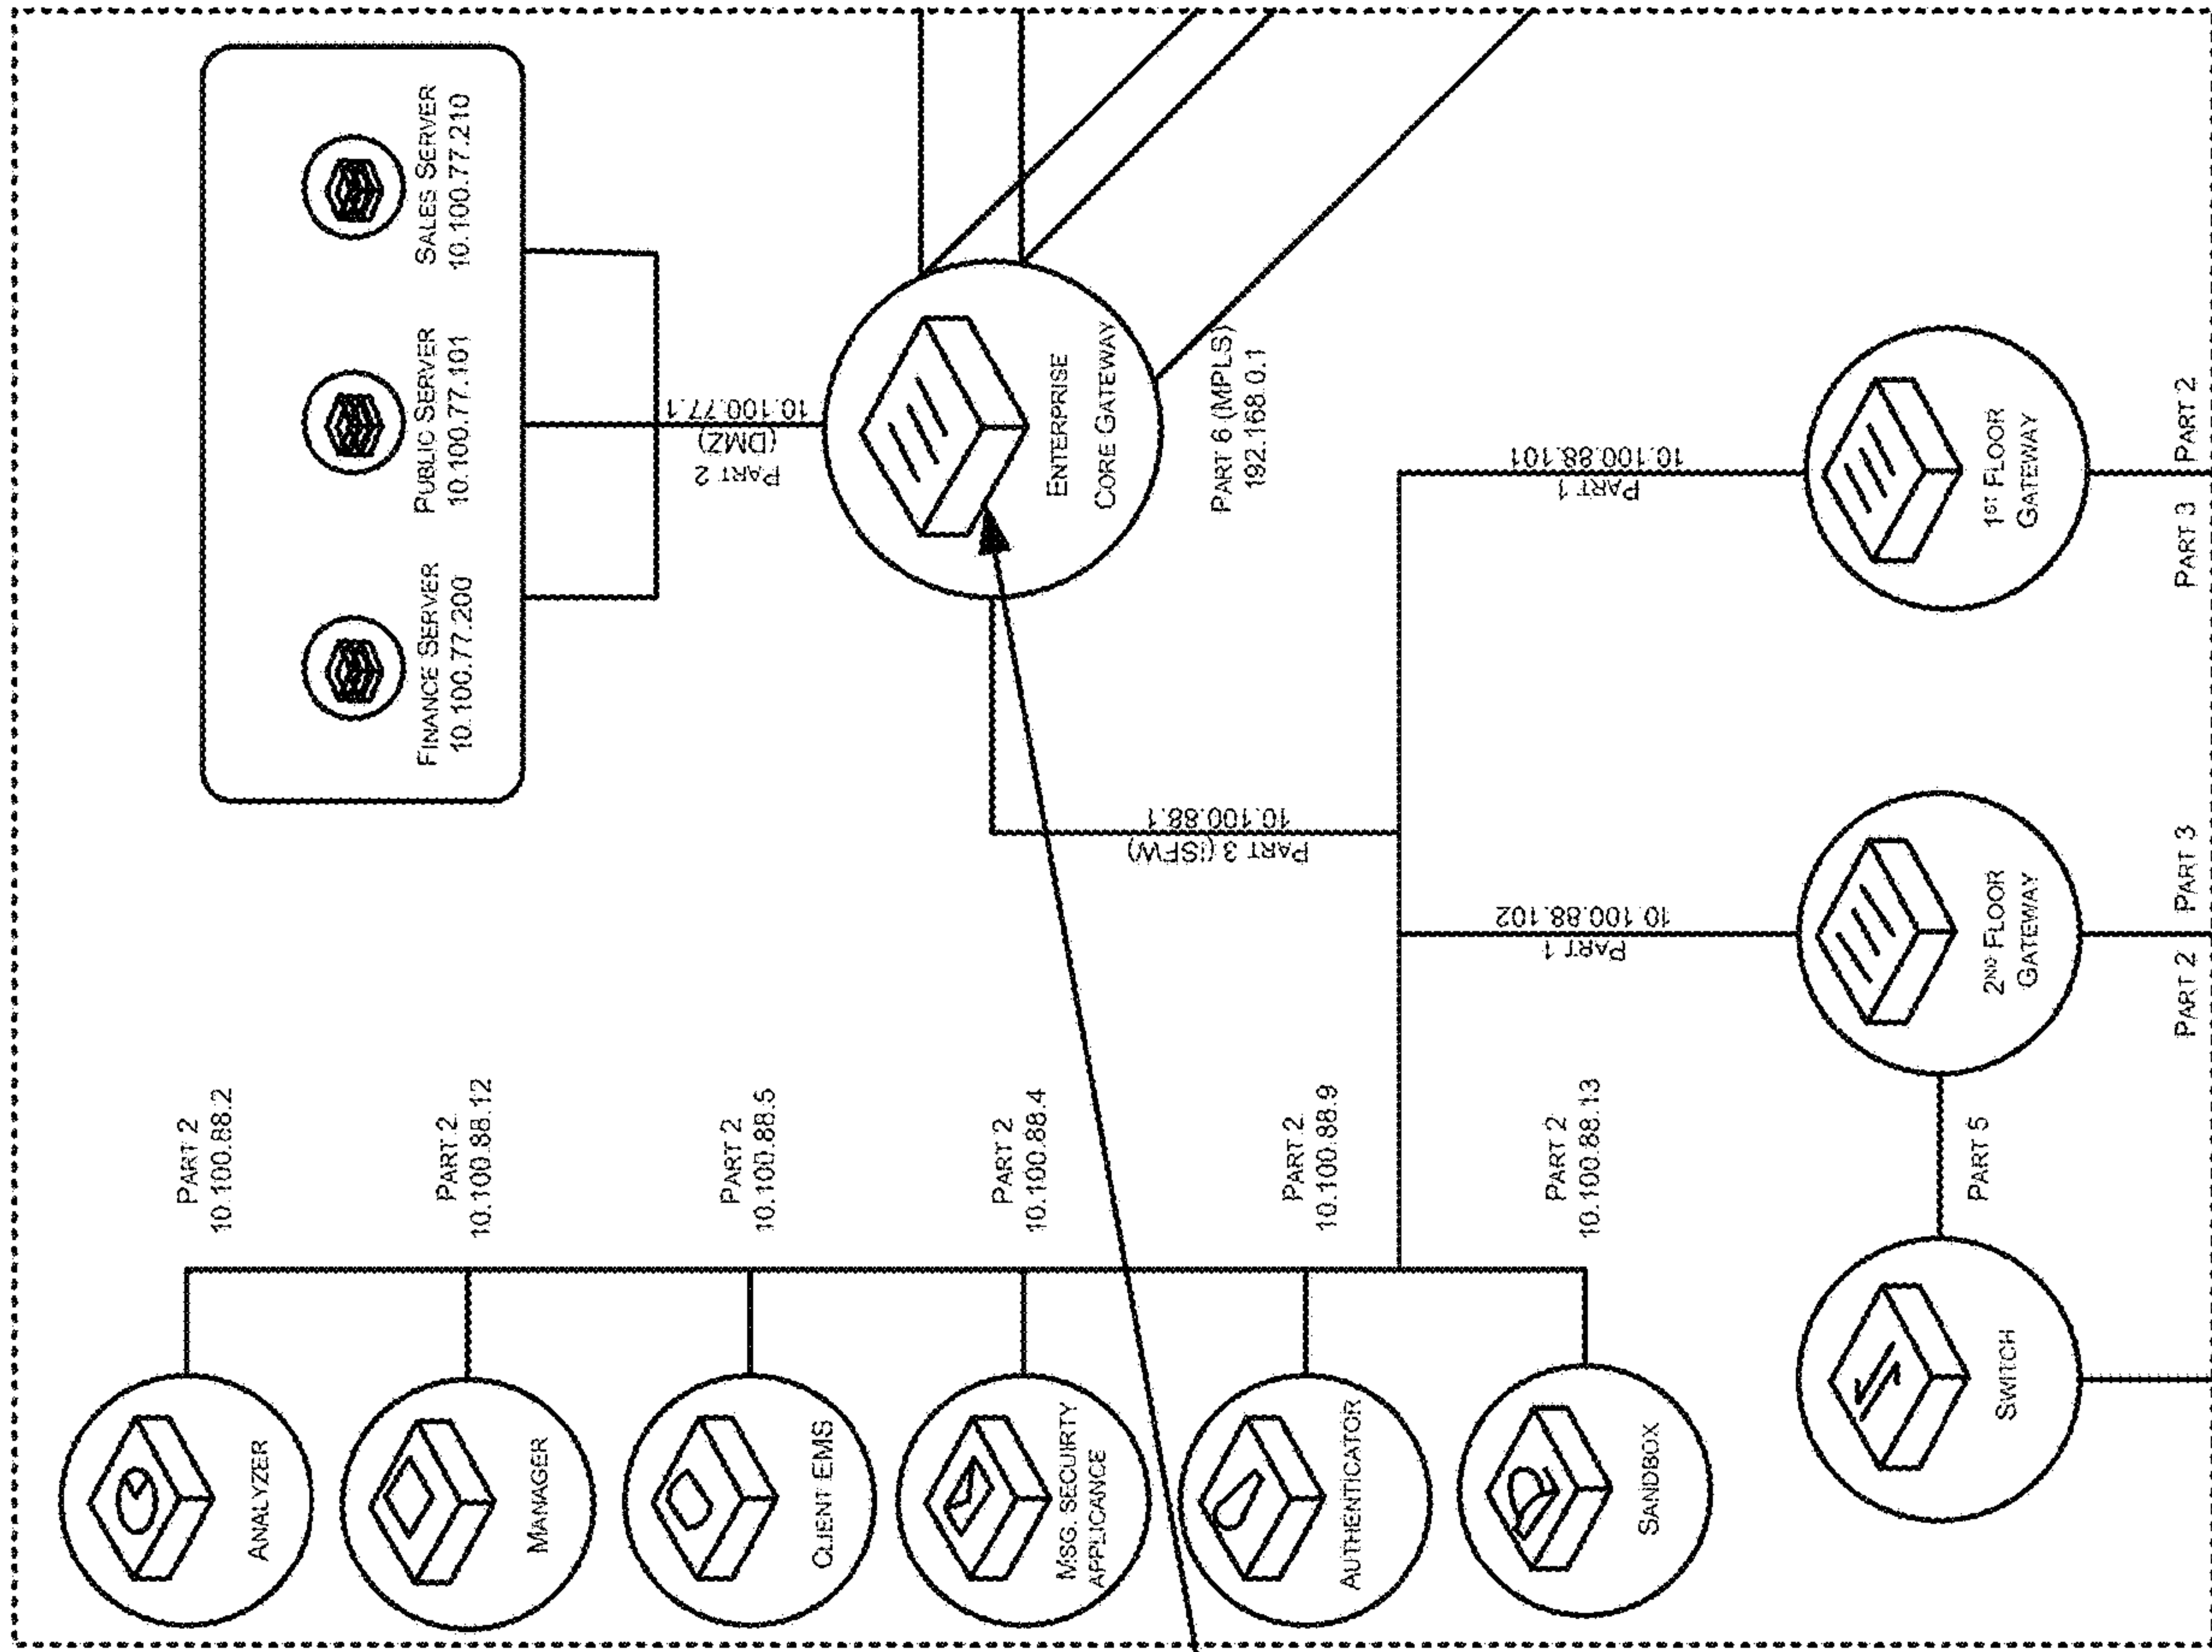 PART 2
10.100.88.2
ANALYZER
PART 2
10.100.88.12
MANAGER
PART 2
10.100.88.5
CLIENT EMS
PART 2
10.100.88.4
MSG. SECUIRTY
APPLICANCE
PART 2
10.100.88.9
AUTHENTICATOR
PART 2
10.100.88.13
SANDBOX
FINANCE SERVER
10.100.77.200
PUBLIC SERVER
10.100.77.101
SALES SERVER
10.100.77.210
PART 2
(DMZ)
10.100.77.1
ENTERPRISE
CORE GATEWAY
PART 6 (MPLS)
192.168.0.1
PART 3 (ISFW)
10.100.88.1
PART 1
10.100.88.102
PART 1
10.100.88.101
SWITCH
PART 5
2ND FLOOR
GATEWAY
1ST FLOOR
GATEWAY
PART 2
PART 3
PART 3
PART 2